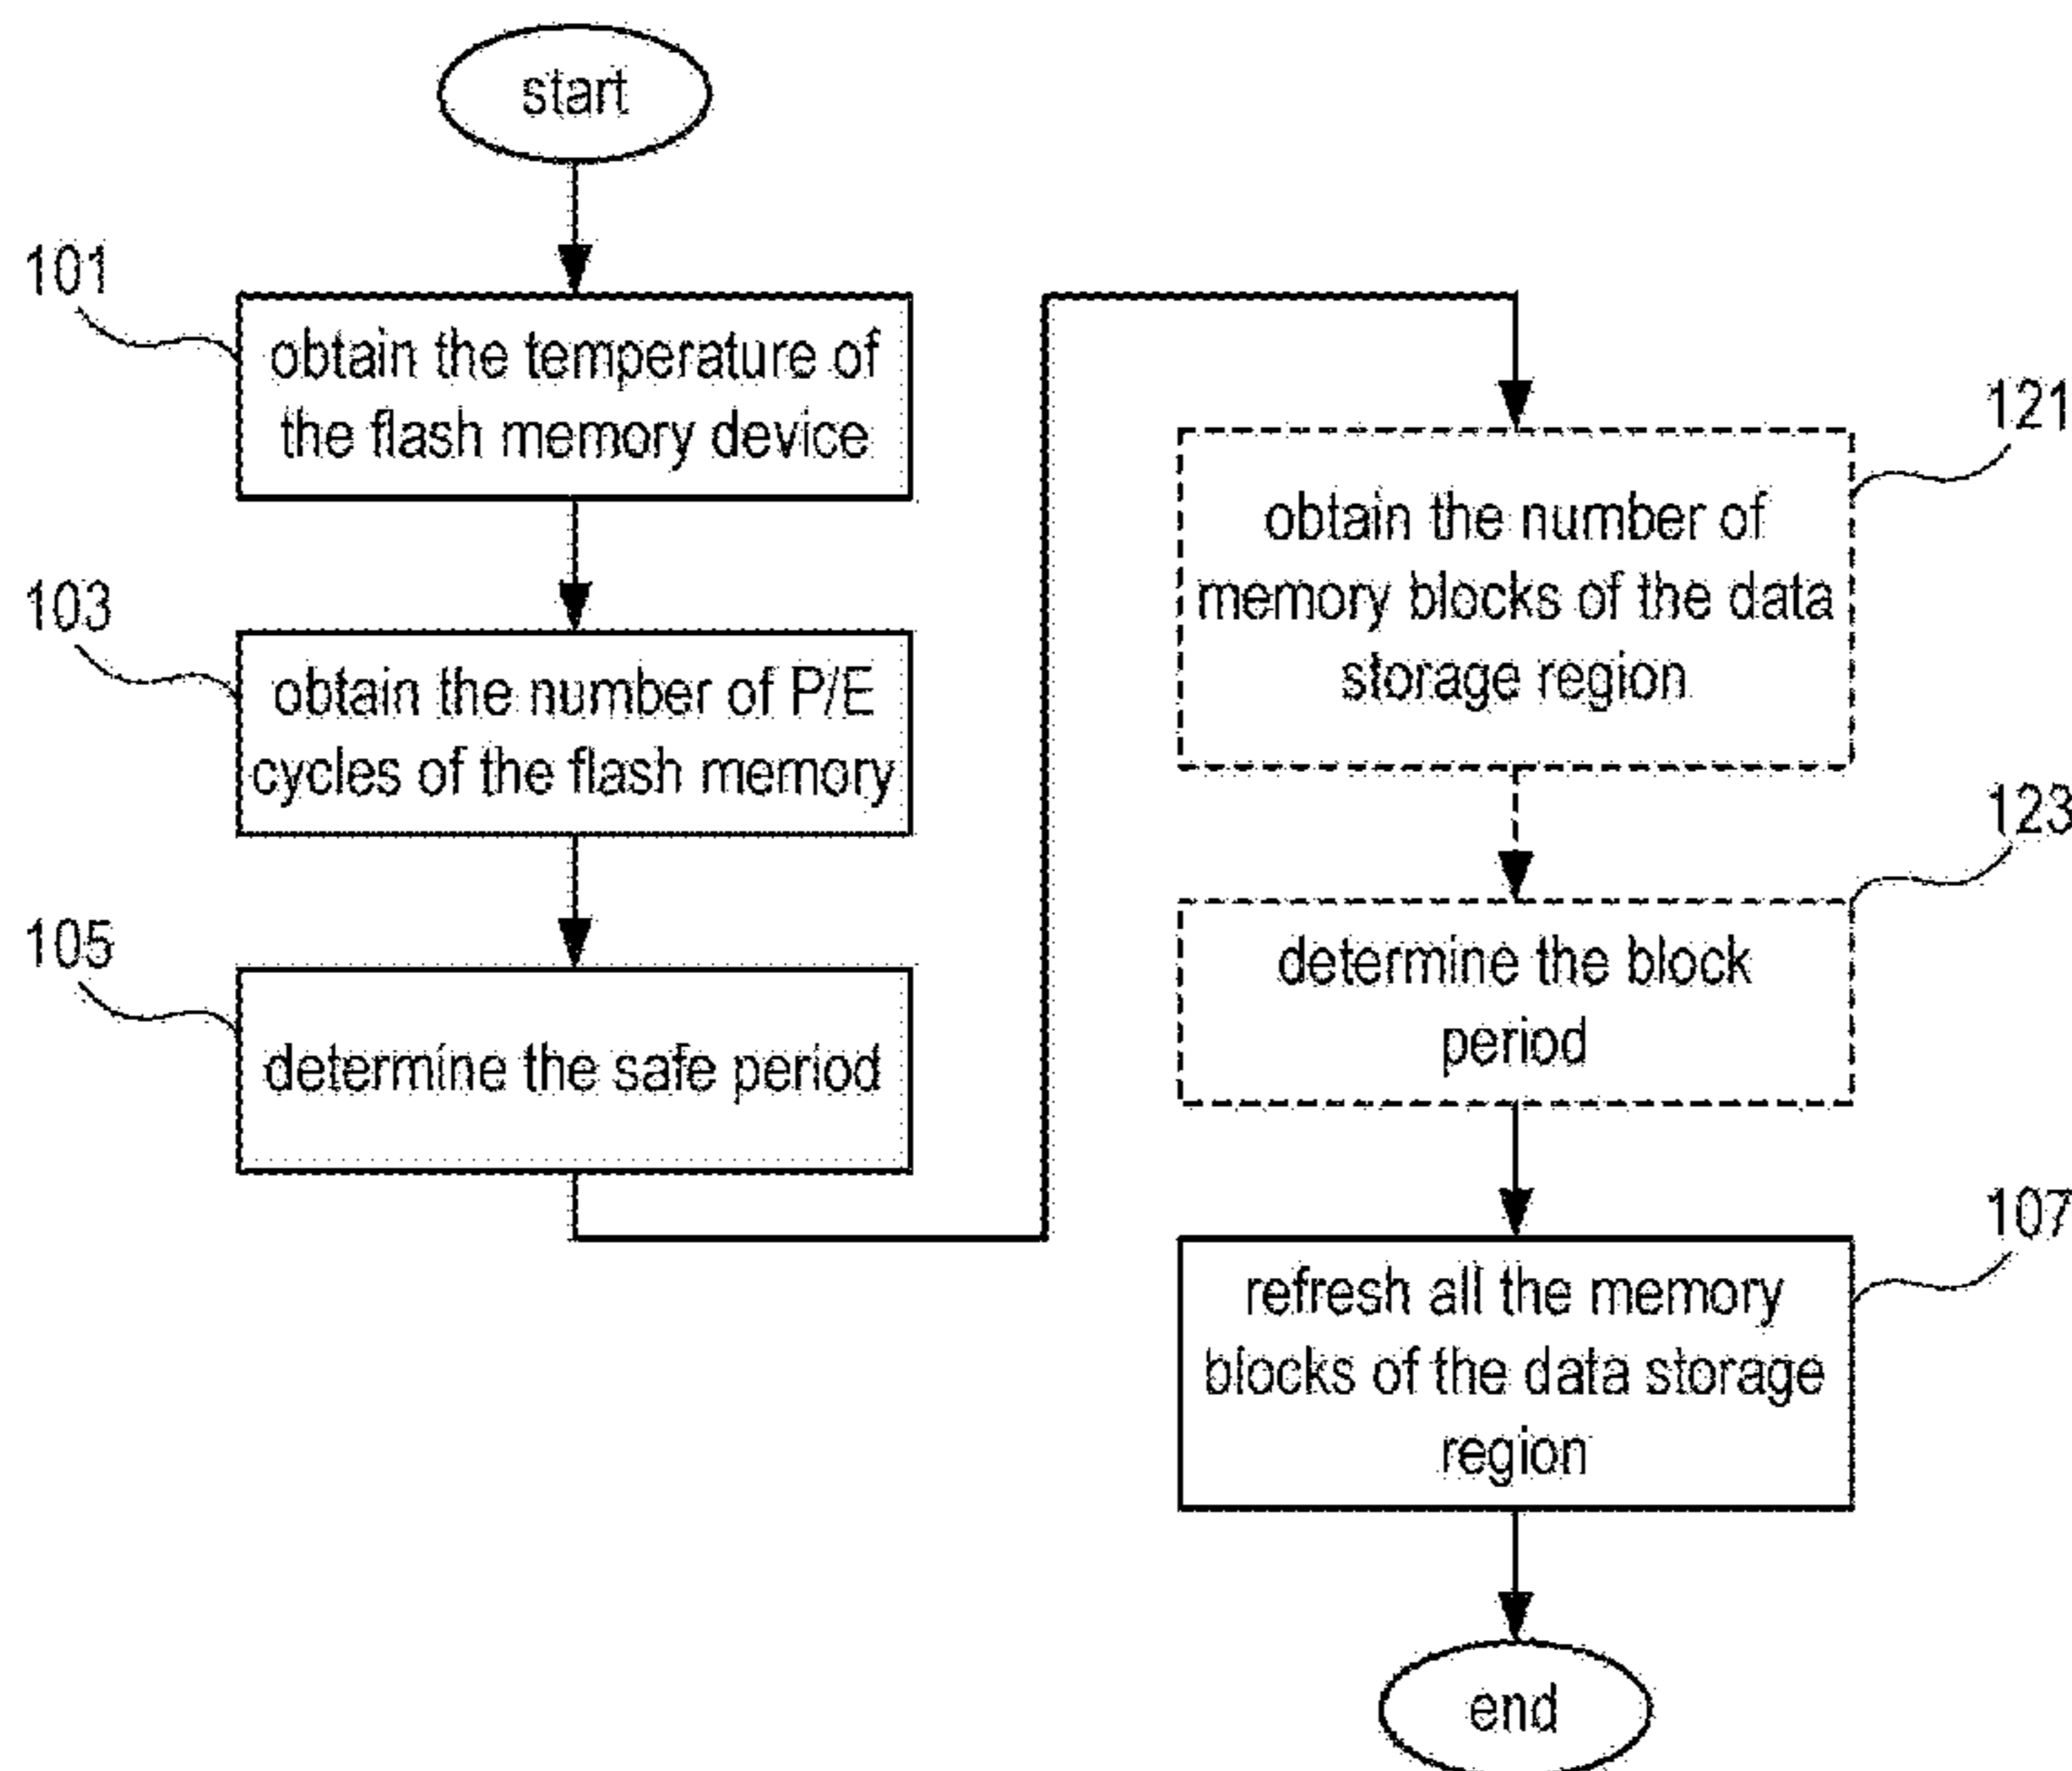 start
101
obtain the temperature of
the flash memory device
103
obtain the number of P/E
cycles of the flash memory
105
determine the safe period
121
obtain the number of
memory blocks of the data
storage region
123
determine the block
period
107
refresh all the memory
blocks of the data storage
region
end